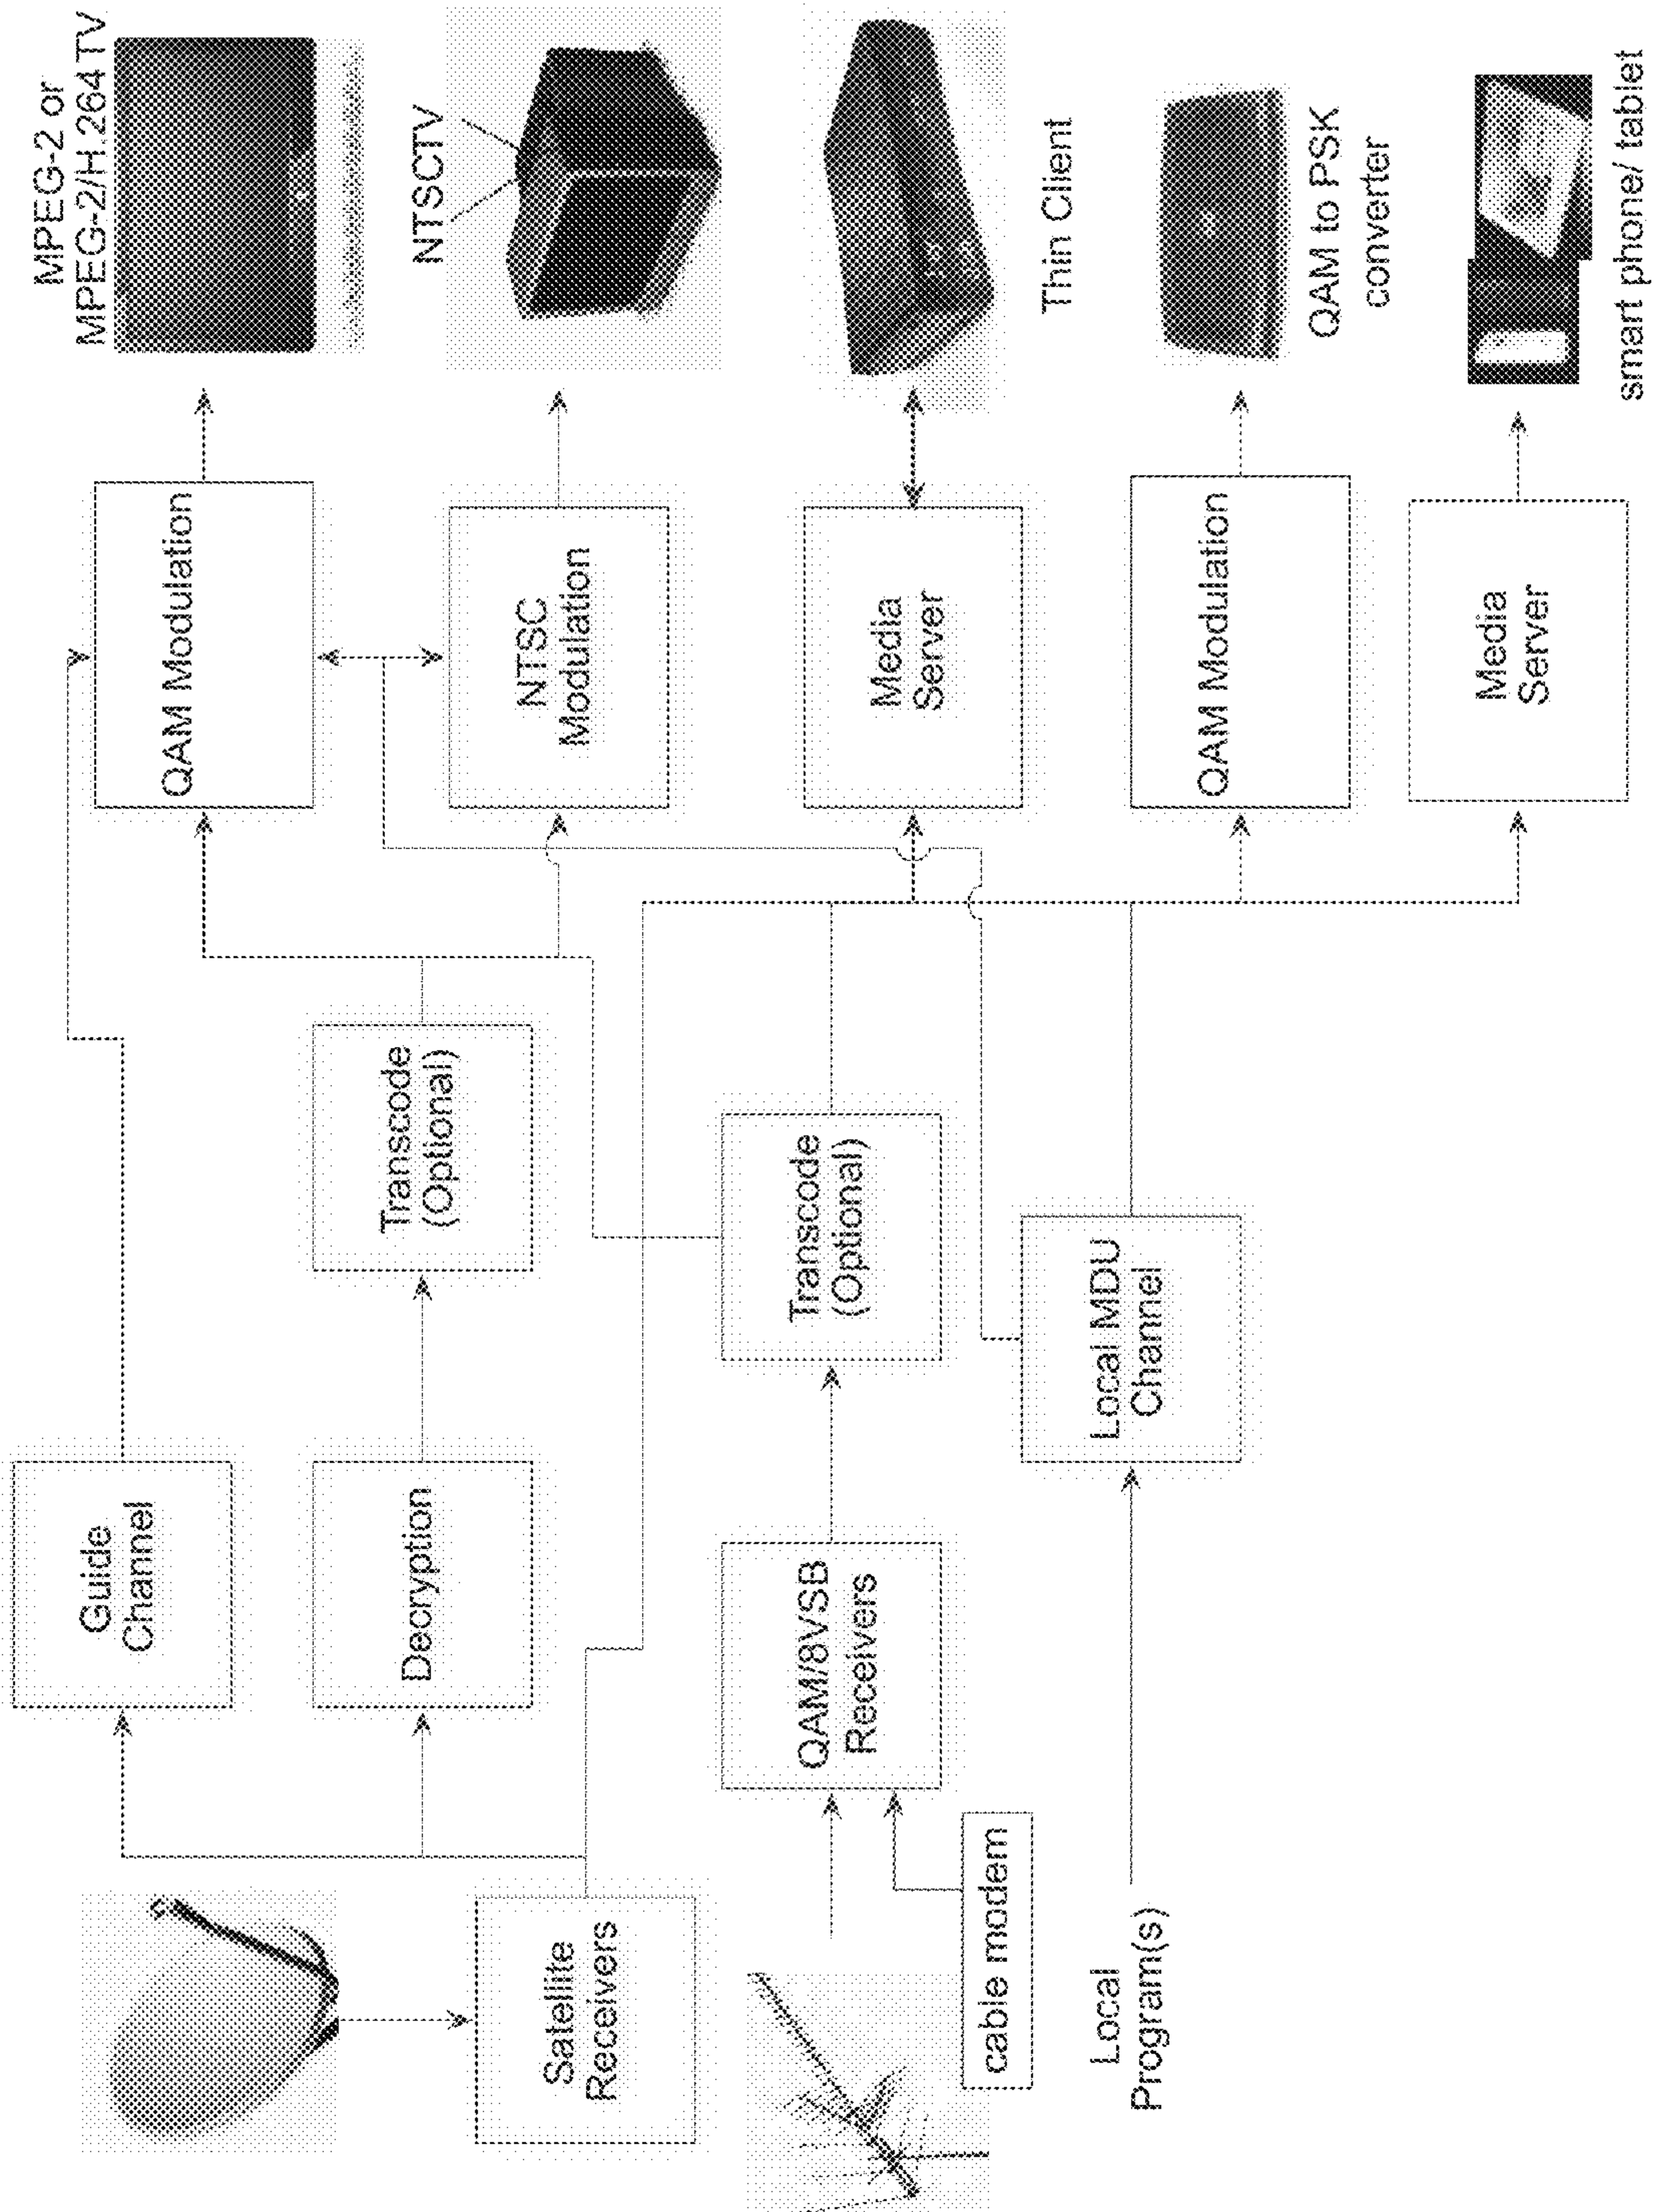 Guide
Channel
QAM Modulation
MPEG-2 or
MPEG-2/H.264 TV
Decryption
Transcode
(Optional)
NTSC
Modulation
NTSCTV
Satellite
Receivers
QAM/8VSB
Receivers
Transcode
(Optional)
Media
Server
Thin Client
cable modem
Local
Program(s)
Local MDU
Channel
QAM Modulation
QAM to PSK
converter
Media
Server
smart phone/ tablet